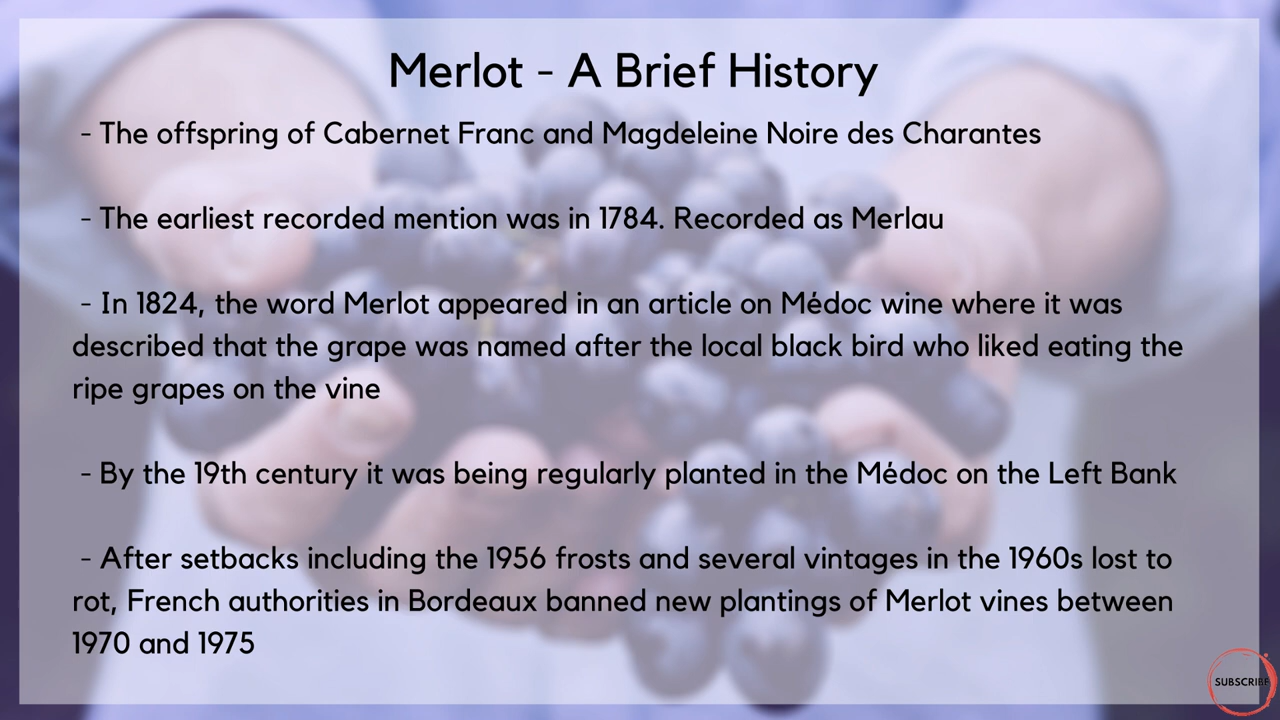 Merlot - A Brief History
- The offspring of Cabernet Franc and Magdeleine Noire des Charantes
- The earliest recorded mention was in 1784. Recorded as Merlau
- In 1824, the word Merlot appeared in an article on Médoc wine where it was
described that the grape was named after the local black bird who liked eating the
ripe grapes on the vine
- By the 19th century it was being regularly planted in the Médoc on the Left Bank
- After setbacks including the 1956 frosts and several vintages in the 1960s lost to
rot, French authorities in Bordeaux banned new plantings of Merlot vines between
1970 and 1975
SUBSCRIBE